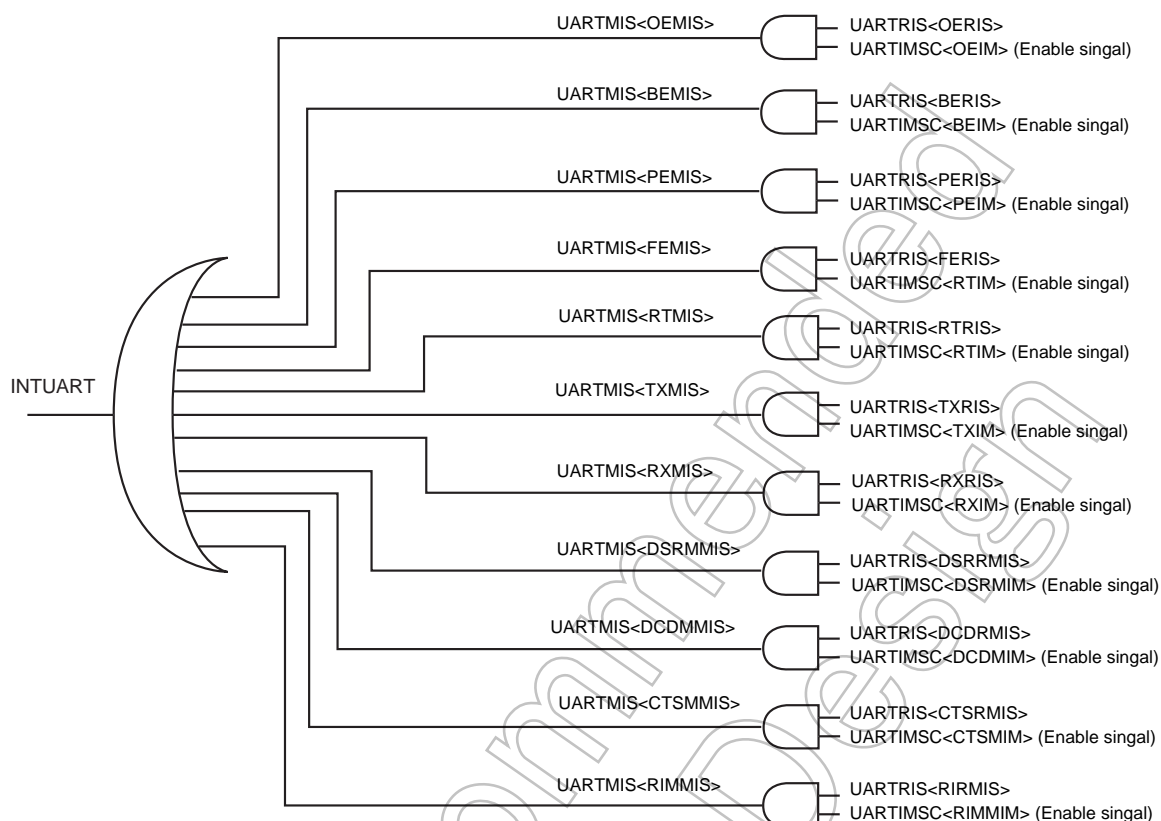 UARTMIS<OEMIS>
UARTRIS<OERIS>
UARTIMSC<OEIM> (Enable singal)
UARTMIS<BEMIS>
UARTRIS<BERIS>
UARTIMSC<BEIM> (Enable singal)
UARTMIS<PEMIS>
UARTRIS<PERIS>
UARTIMSC<PEIM> (Enable singal)
UARTMIS<FEMIS>
UARTRIS<FERIS>
UARTIMSC<RTIM> (Enable singal)
UARTMIS<RTMIS>
UARTRIS<RTRIS>
UARTIMSC<RTIM> (Enable singal)
INTUART
UARTMIS<TXMIS>
UARTRIS<TXRIS>
UARTIMSC<TXIM> (Enable singal)
UARTMIS<RXMIS>
UARTRIS<RXRIS>
UARTIMSC<RXIM> (Enable singal)
UARTMIS<DSRMMIS>
UARTRIS<DSRRMIS>
UARTIMSC<DSRMIM> (Enable singal)
UARTMIS<DCDMMIS>
UARTRIS<DCDRMIS>
UARTIMSC<DCDMIM> (Enable singal)
UARTMIS<CTSMMIS>
UARTRIS<CTSRMIS>
UARTIMSC<CTSMIM> (Enable singal)
UARTMIS<RIMMIS>
UARTRIS<RIRMIS>
UARTIMSC<RIMMIM> (Enable singal)
ommended
Design